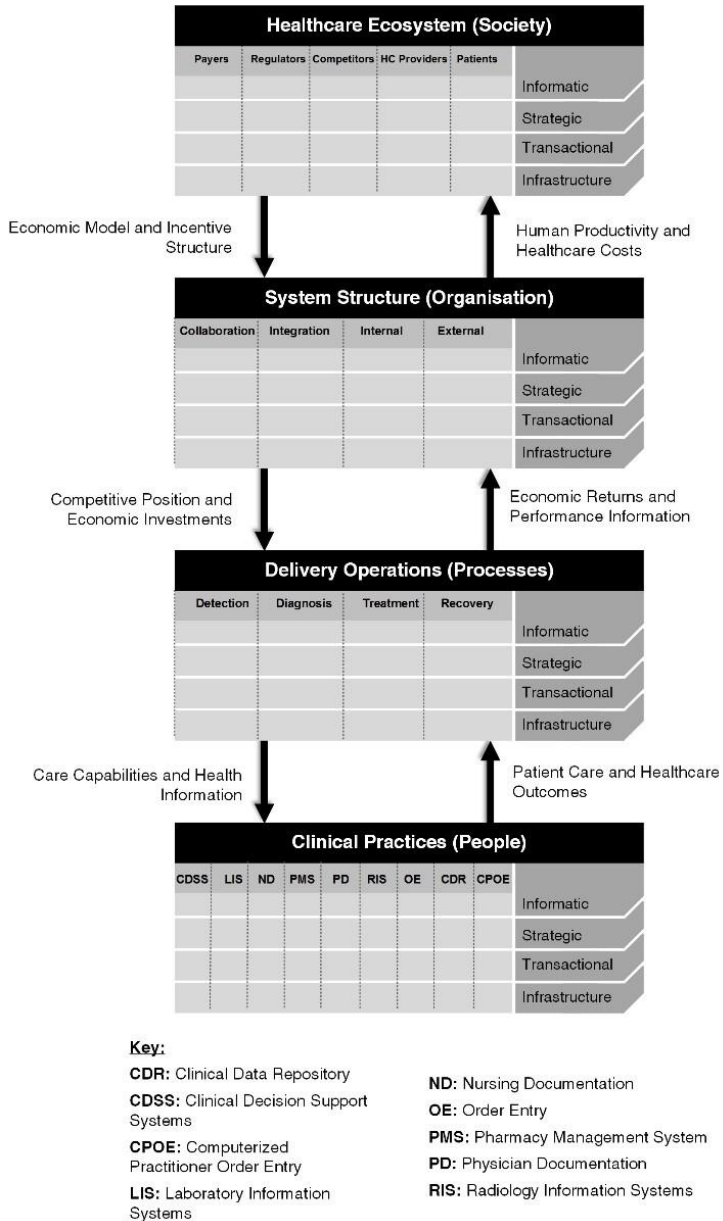 Healthcare Ecosystem (Society)
Payers Regulators Competitors HC Providers Patients
Informatic
Strategic
Transactional
Infrastructure
Economic Model and Incentive
Structure
Human Productivity and
Healthcare Costs
System Structure (Organisation)
Collaboration Integration Internal External
Informatic
Strategic
Transactional
Infrastructure
Competitive Position and
Economic Investments
Economic Returns and
Performance Information
Delivery Operations (Processes)
Detection Diagnosis Treatment Recovery
Informatic
Strategic
Transactional
Infrastructure
Care Capabilities and Health
Information
Patient Care and Healthcare
Outcomes
Clinical Practices (People)
CDSS LIS ND PMS PD RIS OE CDR CPOE
Informatic
Strategic
Transactional
Infrastructure
Key:
CDR: Clinical Data Repository
CDSS: Clinical Decision Support
Systems
CPOE: Computerized
Practitioner Order Entry
LIS: Laboratory Information
Systems
ND: Nursing Documentation
OE: Order Entry
PMS: Pharmacy Management System
PD: Physician Documentation
RIS: Radiology Information Systems